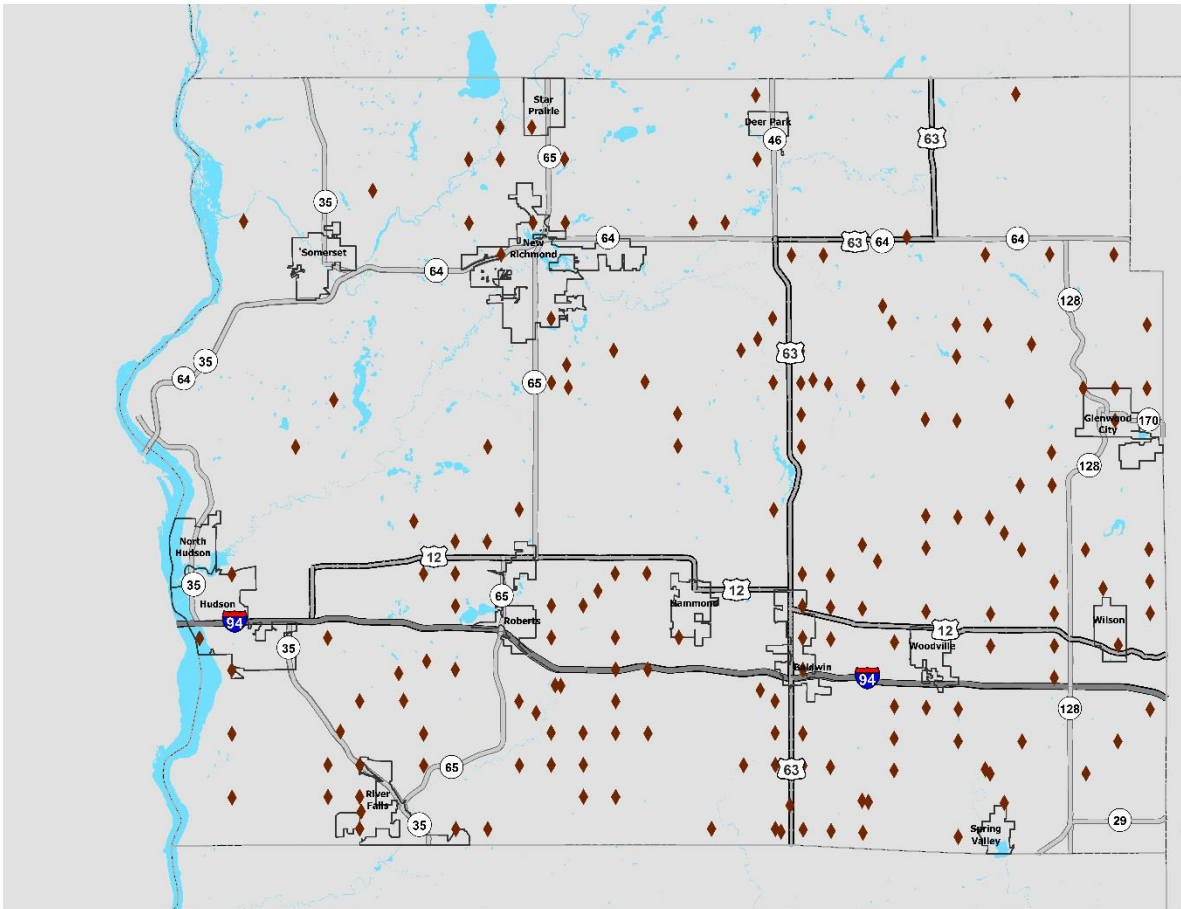 Star
Prairie
Deer Park
46
63
65
35
64
63
64
64
Somerset
New
Richmond
64
128
35
63
64
65
Glenwood
City
170
128
North
Hudson
12
35
Hudson
94
65
Hammond
12
Roberts
35
12
Woodville
Wilson
Baldwin
94
128
65
63
River
Falls
35
29
Spring
Valley